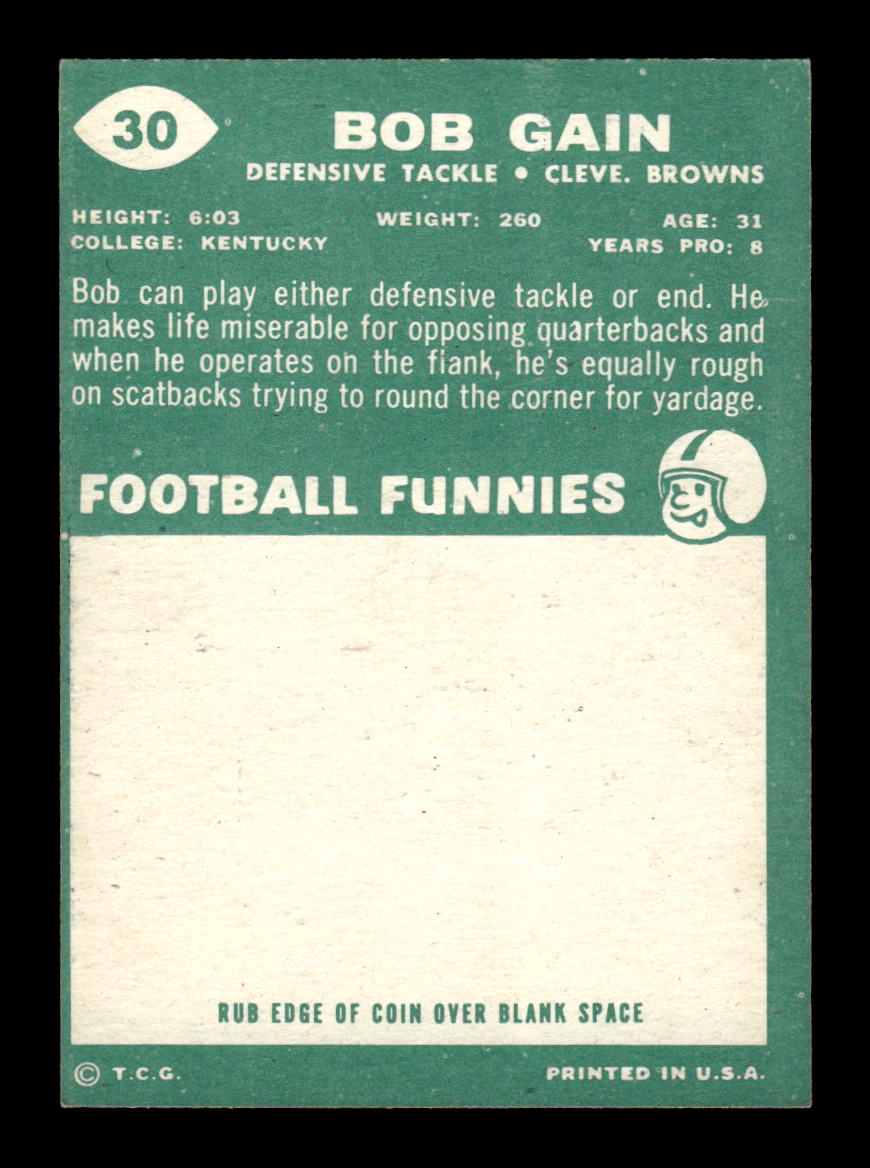 30
BOB GAIN
DEFENSIVE TACKLE • CLEVE. BROWNS
HEIGHT: 6:03 WEIGHT: 260 AGE: 31
COLLEGE: KENTUCKY YEARS PRO: 8
Bob can play either defensive tackle or end. He
makes life miserable for opposing quarterbacks and
when he operates on the flank, he's equally rough
on scatbacks trying to round the corner for yardage.
FOOTBALL FUNNIES
RUB EDGE OF COIN OVER BLANK SPACE
© T.C.G. PRINTED IN U.S.A.